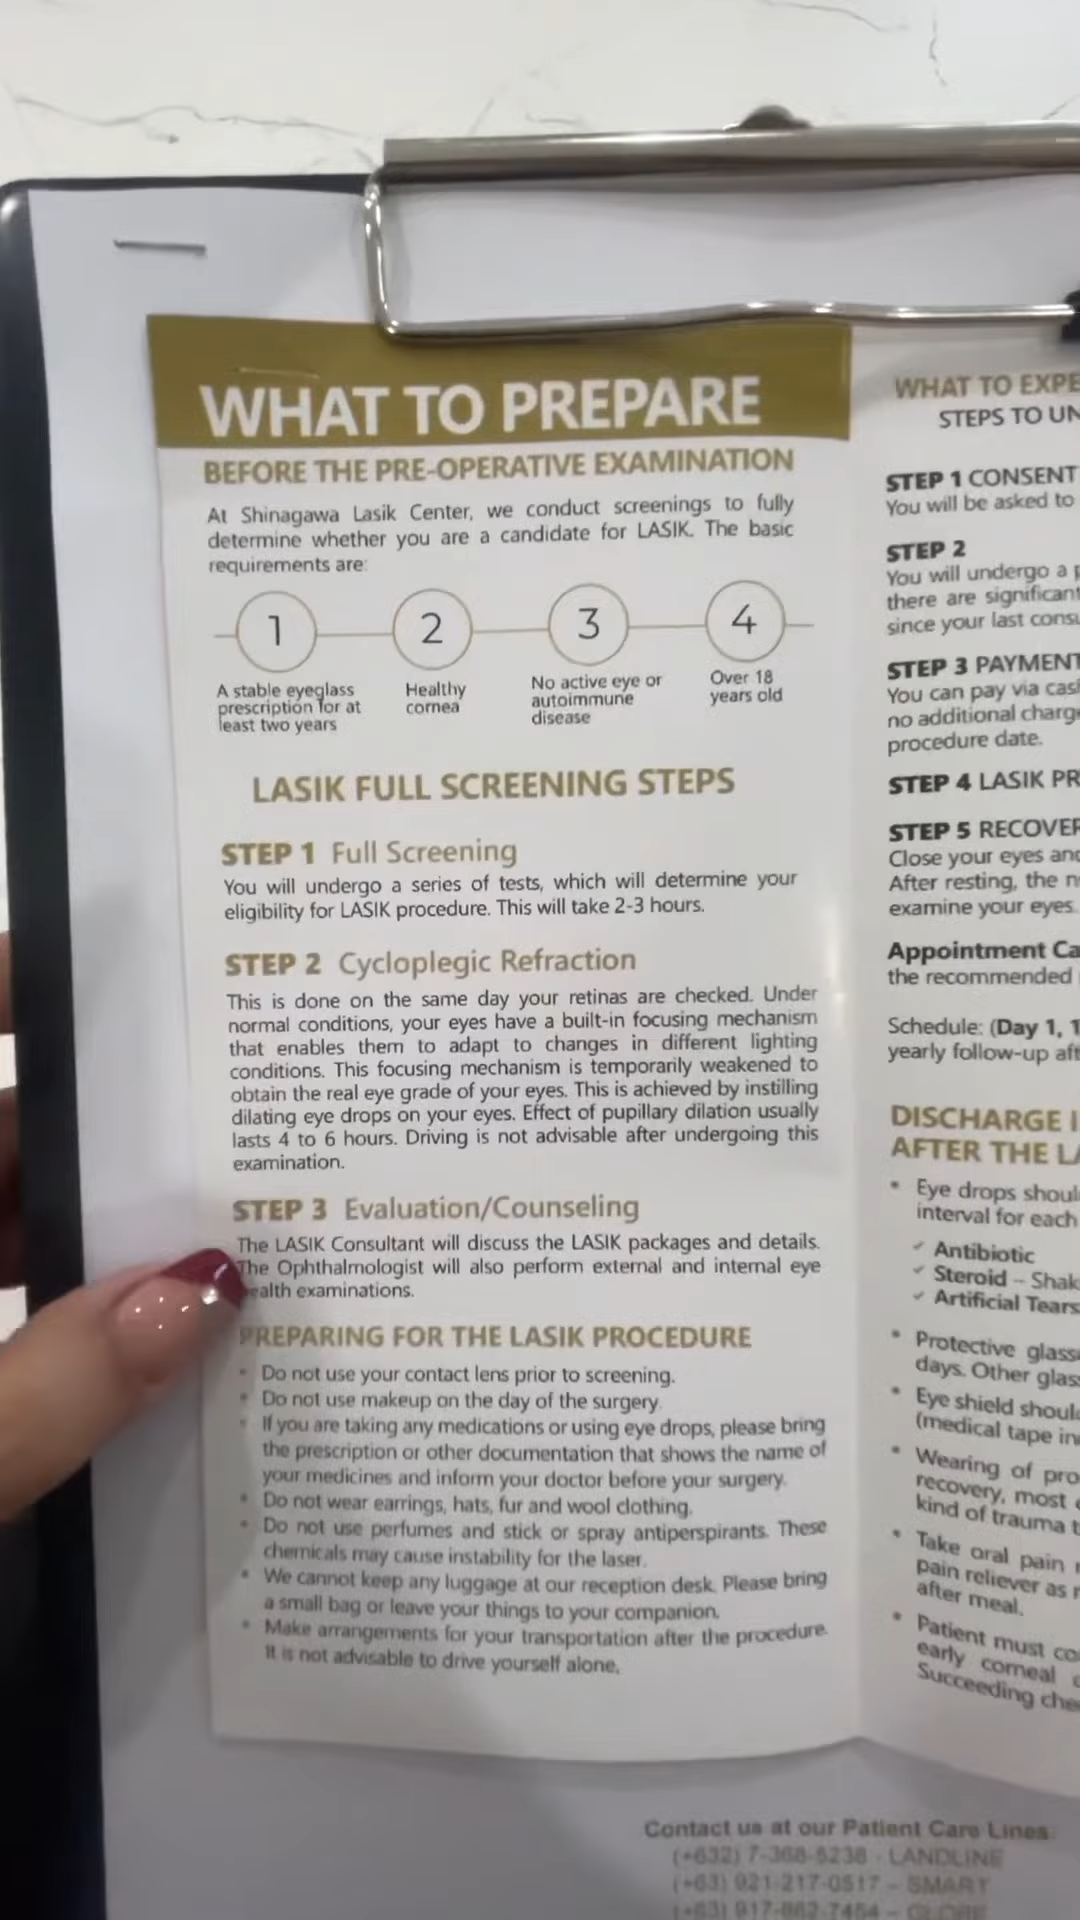 WHAT TO PREPARE
BEFORE THE PRE-OPERATIVE EXAMINATION
At Shinagawa Lasik Center, we conduct screenings to fully
determine whether you are a candidate for LASIK. The basic
requirements are:
1
2
3
4
A stable eyeglass
prescription for at
least two years
Healthy
cornea
No active eye or
autoimmune
disease
Over 18
years old
LASIK FULL SCREENING STEPS
STEP 1 Full Screening
You will undergo a series of tests, which will determine your
eligibility for LASIK procedure. This will take 2-3 hours.
STEP 2 Cycloplegic Refraction
This is done on the same day your retinas are checked. Under
normal conditions, your eyes have a built-in focusing mechanism
that enables them to adapt to changes in different lighting
conditions. This focusing mechanism is temporarily weakened to
obtain the real eye grade of your eyes. This is achieved by instilling
dilating eye drops on your eyes. Effect of pupillary dilation usually
lasts 4 to 6 hours. Driving is not advisable after undergoing this
examination.
STEP 3 Evaluation/Counseling
The LASIK Consultant will discuss the LASIK packages and details.
The Ophthalmologist will also perform external and internal eye
ealth examinations.
PREPARING FOR THE LASIK PROCEDURE
• Do not use your contact lens prior to screening.
• Do not use makeup on the day of the surgery.
• If you are taking any medications or using eye drops, please bring
the prescription or other documentation that shows the name of
your medicines and inform your doctor before your surgery.
• Do not wear earrings, hats, fur and wool clothing.
• Do not use perfumes and stick or spray antiperspirants. These
chemicals may cause instability for the laser.
• We cannot keep any luggage at our reception desk. Please bring
a small bag or leave your things to your companion.
• Make arrangements for your transportation after the procedure.
It is not advisable to drive yourself alone.
WHAT TO EXPE
STEPS TO UN
STEP 1 CONSENT
You will be asked to
STEP 2
You will undergo a
there are significant
since your last
STEP 3 PAYMENT
You can pay via
no additional
procedure date.
STEP 4 LASIK PR
STEP 5 RECOVER
Close your eyes and
After resting, the
examine your eyes.
Appointment Ca
the recommended
Schedule: (Day 1, 1
yearly follow-up
DISCHARGE I
AFTER THE LA
• Eye drops
interval for each
✓ Antibiotic
✓ Steroid –
✓ Artificial Tears
• Protective
days. Other
• Eye shield
(medical tape
• Wearing of
recovery, most
kind of trauma
• Take oral pain
pain reliever as
after meal.
• Patient must
early corneal
Succeeding
Contact us at our Patient Care Lines:
(+632) 7-368-5238 - LANDLINE
(+63) 921-217-0517 – SMART
(+63) 917-862-7454 – GLOBE